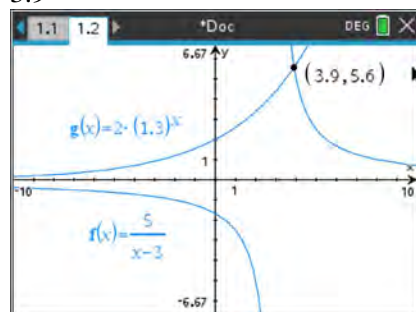 1.1 1.2 *Doc DEG
6.67 y
(3.9,5.6)
g(x)=2·(1.3)^x
1
x
-10 1 10
f(x)=5/(x-3)
-6.67